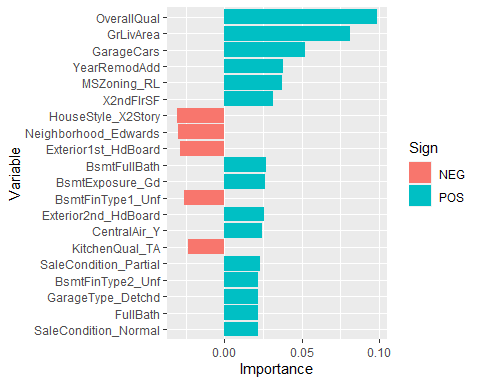 OverallQual
GrLivArea
GarageCars
YearRemodAdd
MSZoning_RL
X2ndFlrSF
HouseStyle_X2Story
Neighborhood_Edwards
Exterior1st_HdBoard
BsmtFullBath
BsmtExposure_Gd
BsmtFinType1_Unf
Exterior2nd_HdBoard
CentralAir_Y
KitchenQual_TA
SaleCondition_Partial
BsmtFinType2_Unf
GarageType_Detchd
FullBath
SaleCondition_Normal
Variable
0.00 0.05 0.10
Importance
Sign
NEG
POS